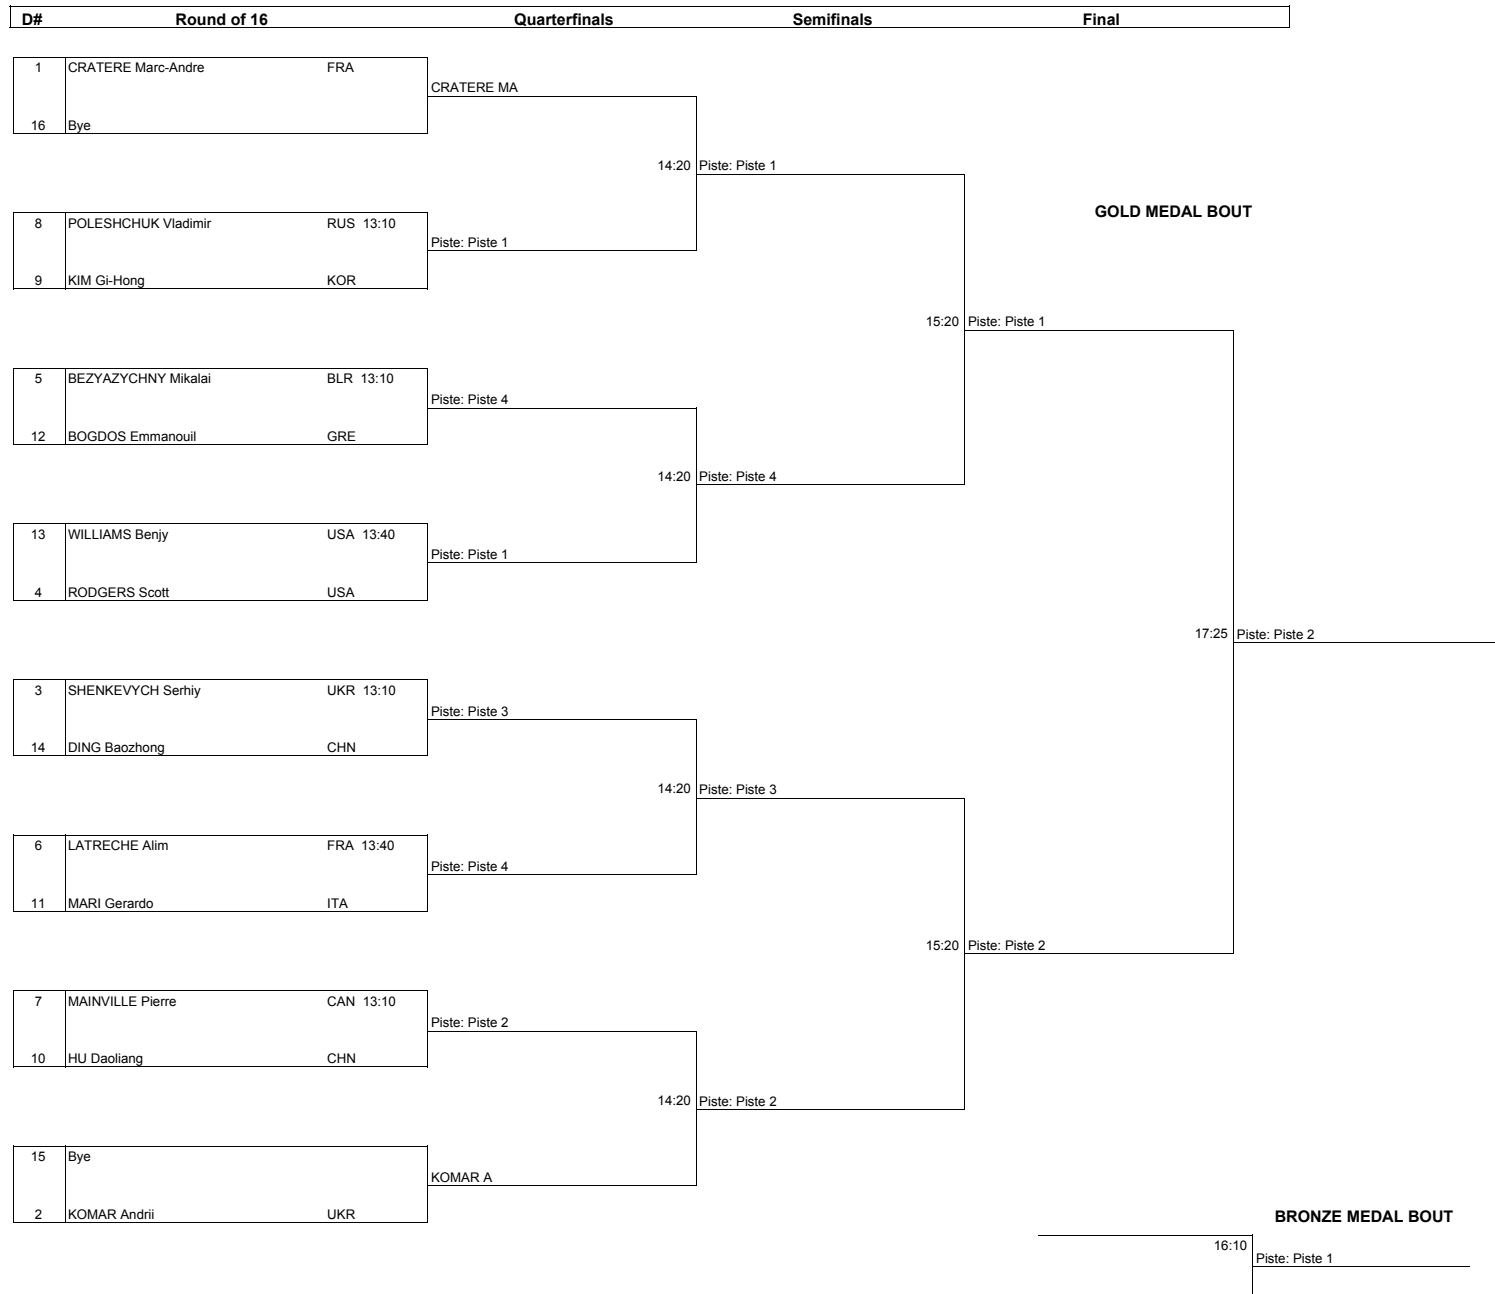 D# Round of 16 Quarterfinals Semifinals Final
1 CRATERE Marc-Andre FRA
CRATERE MA
16 Bye
14:20 Piste: Piste 1
GOLD MEDAL BOUT
8 POLESHCHUK Vladimir RUS 13:10
Piste: Piste 1
9 KIM Gi-Hong KOR
15:20 Piste: Piste 1
5 BEZYAZYCHNY Mikalai BLR 13:10
Piste: Piste 4
12 BOGDOS Emmanouil GRE
14:20 Piste: Piste 4
13 WILLIAMS Benjy USA 13:40
Piste: Piste 1
4 RODGERS Scott USA
17:25 Piste: Piste 2
3 SHENKEVYCH Serhiy UKR 13:10
Piste: Piste 3
14 DING Baozhong CHN
14:20 Piste: Piste 3
6 LATRECHE Alim FRA 13:40
Piste: Piste 4
11 MARI Gerardo ITA
15:20 Piste: Piste 2
7 MAINVILLE Pierre CAN 13:10
Piste: Piste 2
10 HU Daoliang CHN
14:20 Piste: Piste 2
15 Bye
KOMAR A
2 KOMAR Andrii UKR
BRONZE MEDAL BOUT
16:10
Piste: Piste 1